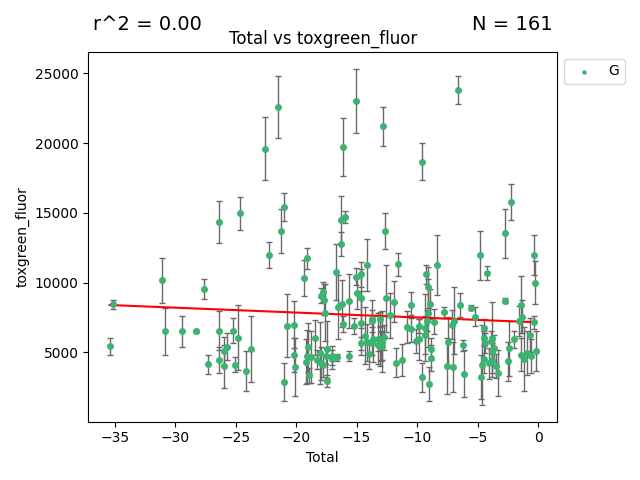 r^2 = 0.00
N = 161
Total vs toxgreen_fluor
G
25000
20000
15000
10000
5000
toxgreen_fluor
−35 −30 −25 −20 −15 −10 −5 0
Total